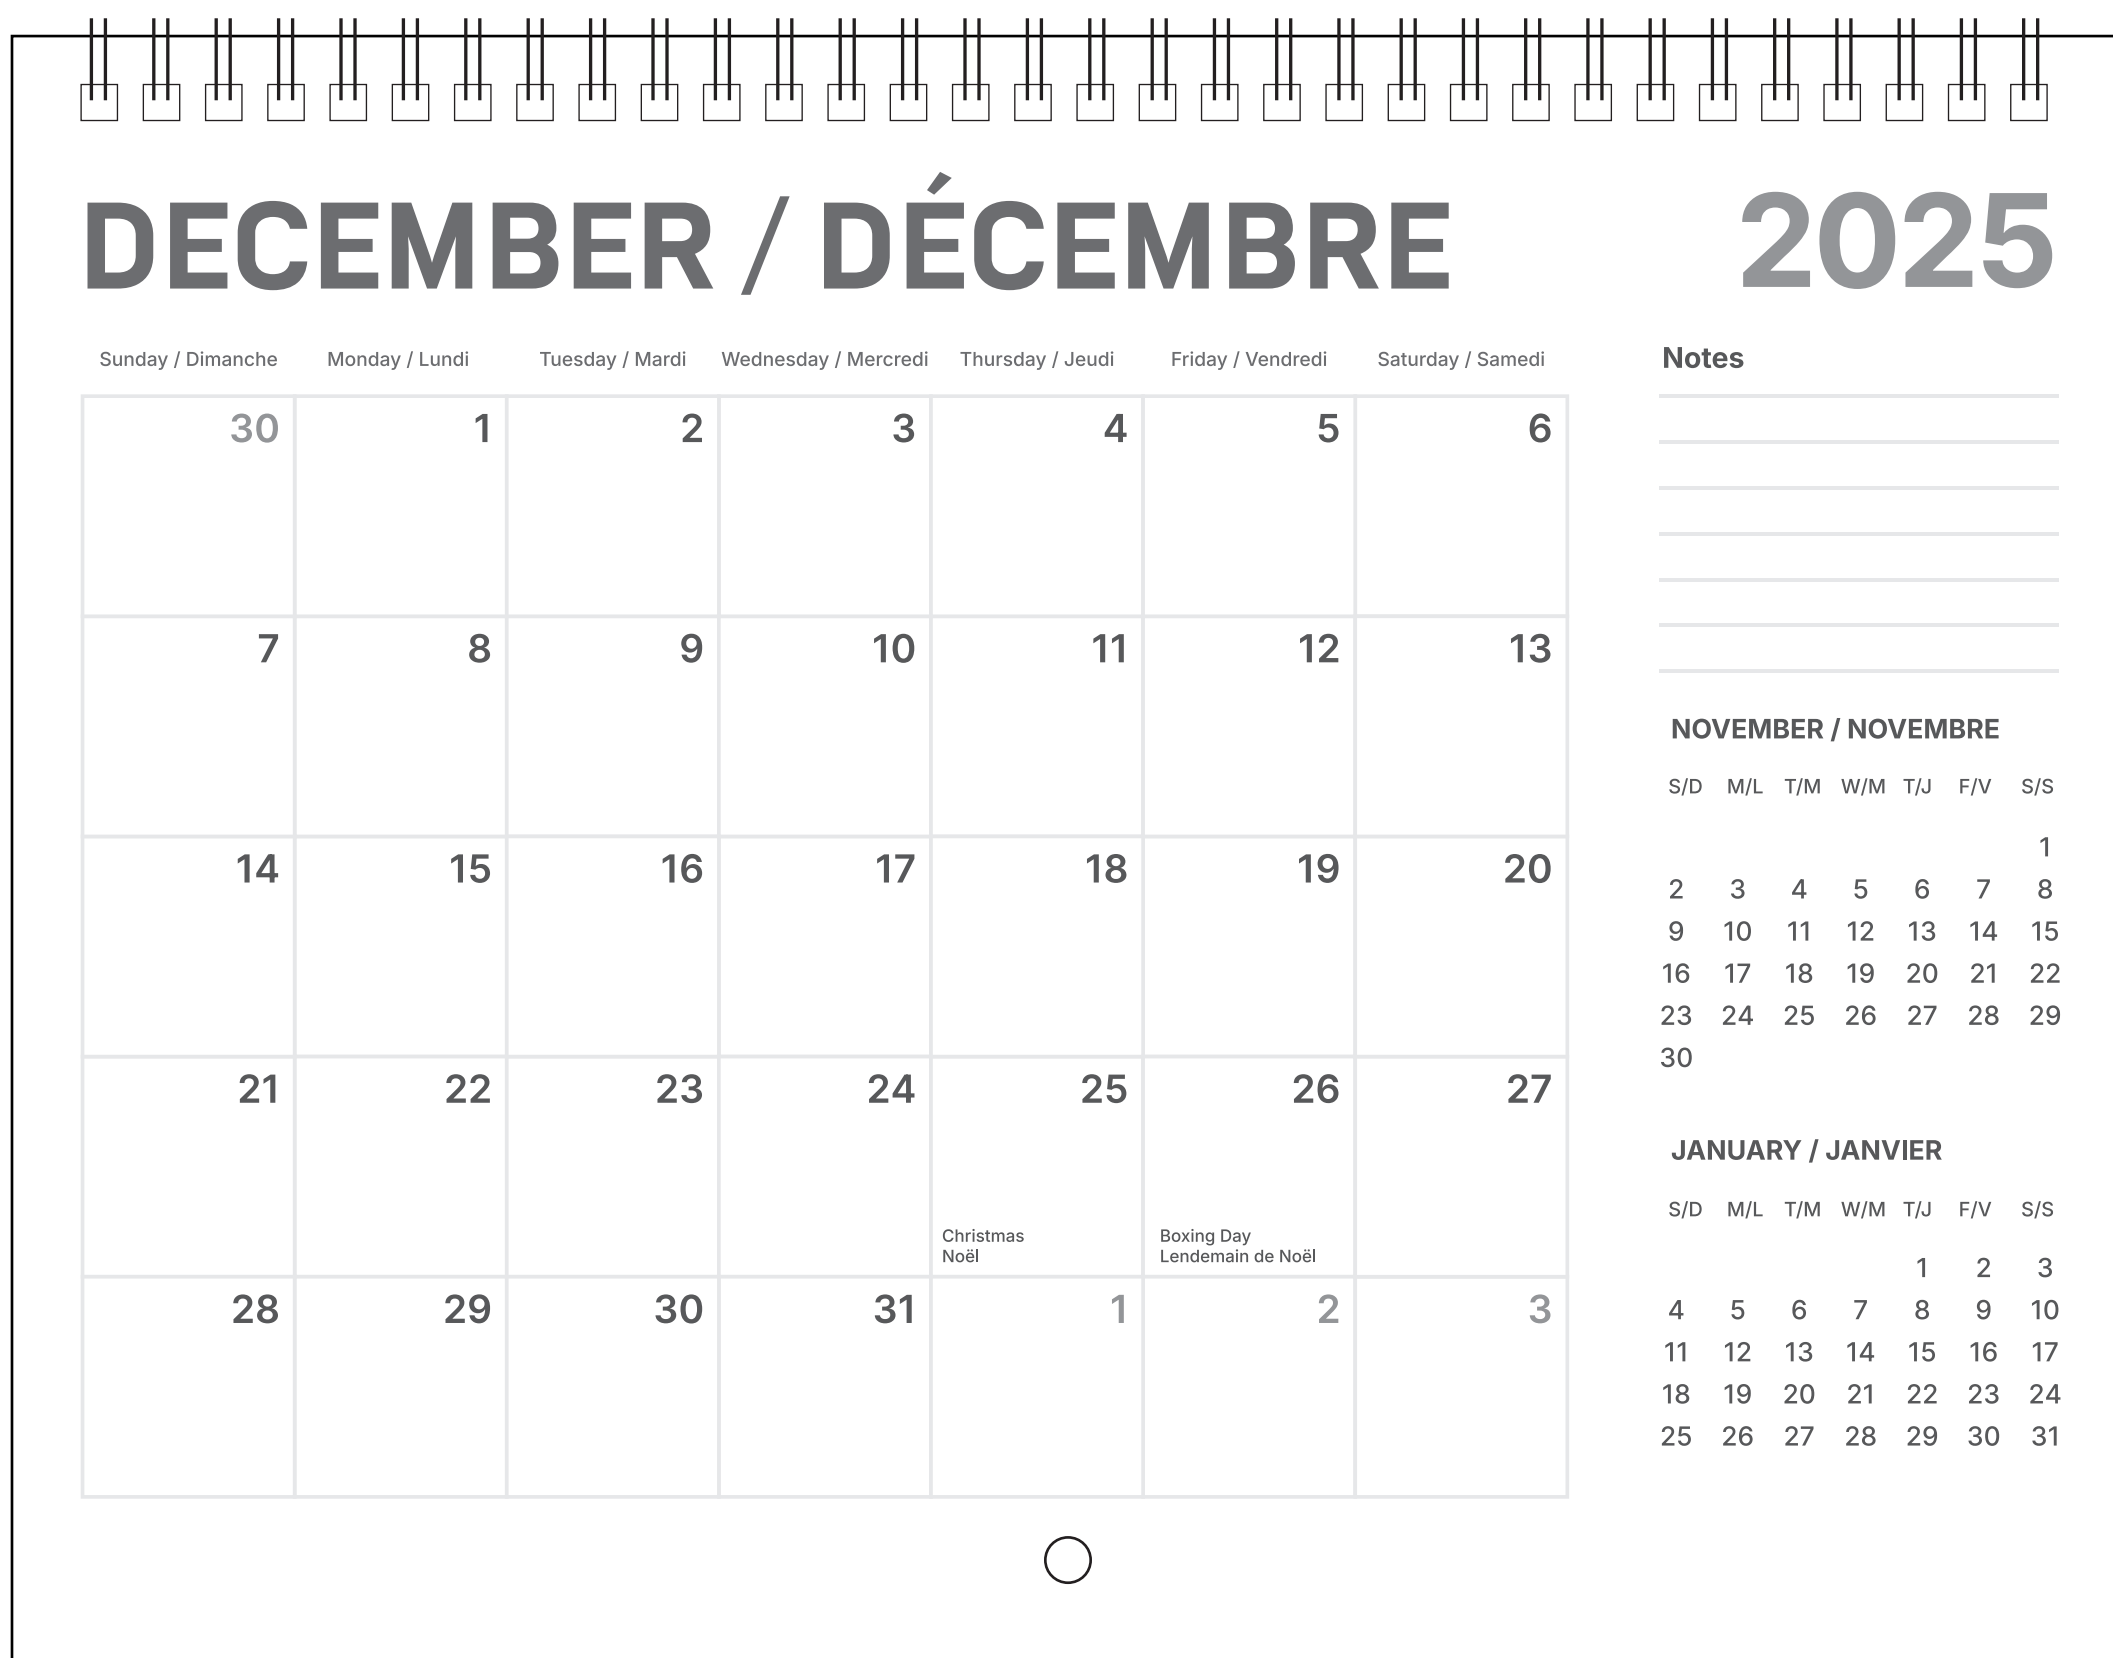 DECEMBER / DÉCEMBRE 2025
Sunday / Dimanche Monday / Lundi Tuesday / Mardi Wednesday / Mercredi Thursday / Jeudi Friday / Vendredi Saturday / Samedi
30 1 2 3 4 5 6
7 8 9 10 11 12 13
14 15 16 17 18 19 20
21 22 23 24 25 26 27
Christmas
Noël
Boxing Day
Lendemain de Noël
28 29 30 31 1 2 3
Notes
NOVEMBER / NOVEMBRE
S/D M/L T/M W/M T/J F/V S/S
1
2 3 4 5 6 7 8
9 10 11 12 13 14 15
16 17 18 19 20 21 22
23 24 25 26 27 28 29
30
JANUARY / JANVIER
S/D M/L T/M W/M T/J F/V S/S
1 2 3
4 5 6 7 8 9 10
11 12 13 14 15 16 17
18 19 20 21 22 23 24
25 26 27 28 29 30 31